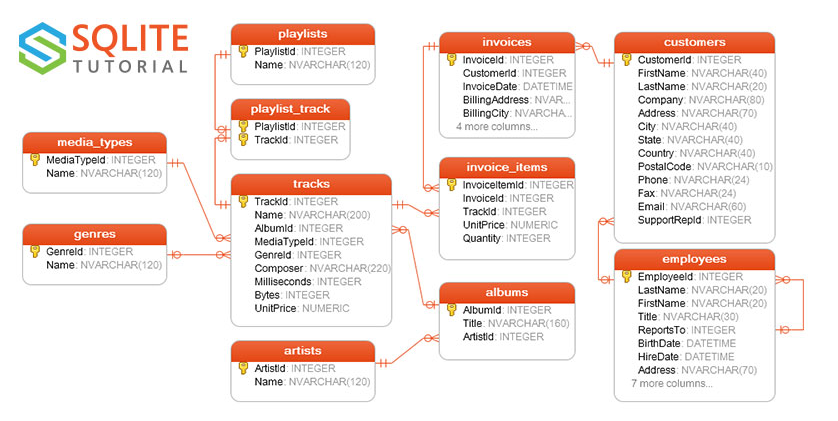 SQLITE
TUTORIAL
playlists
PlaylistId: INTEGER
Name: NVARCHAR(120)
playlist_track
PlaylistId: INTEGER
TrackId: INTEGER
media_types
MediaTypeId: INTEGER
Name: NVARCHAR(120)
genres
GenreId: INTEGER
Name: NVARCHAR(120)
tracks
TrackId: INTEGER
Name: NVARCHAR(200)
AlbumId: INTEGER
MediaTypeId: INTEGER
GenreId: INTEGER
Composer: NVARCHAR(220)
Milliseconds: INTEGER
Bytes: INTEGER
UnitPrice: NUMERIC
artists
ArtistId: INTEGER
Name: NVARCHAR(120)
invoices
InvoiceId: INTEGER
CustomerId: INTEGER
InvoiceDate: DATETIME
BillingAddress: NVAR...
BillingCity: NVARCHA...
4 more columns...
invoice_items
InvoiceItemId: INTEGER
InvoiceId: INTEGER
TrackId: INTEGER
UnitPrice: NUMERIC
Quantity: INTEGER
albums
AlbumId: INTEGER
Title: NVARCHAR(160)
ArtistId: INTEGER
customers
CustomerId: INTEGER
FirstName: NVARCHAR(40)
LastName: NVARCHAR(20)
Company: NVARCHAR(80)
Address: NVARCHAR(70)
City: NVARCHAR(40)
State: NVARCHAR(40)
Country: NVARCHAR(40)
PostalCode: NVARCHAR(10)
Phone: NVARCHAR(24)
Fax: NVARCHAR(24)
Email: NVARCHAR(60)
SupportRepId: INTEGER
employees
EmployeeId: INTEGER
LastName: NVARCHAR(20)
FirstName: NVARCHAR(20)
Title: NVARCHAR(30)
ReportsTo: INTEGER
BirthDate: DATETIME
HireDate: DATETIME
Address: NVARCHAR(70)
7 more columns...